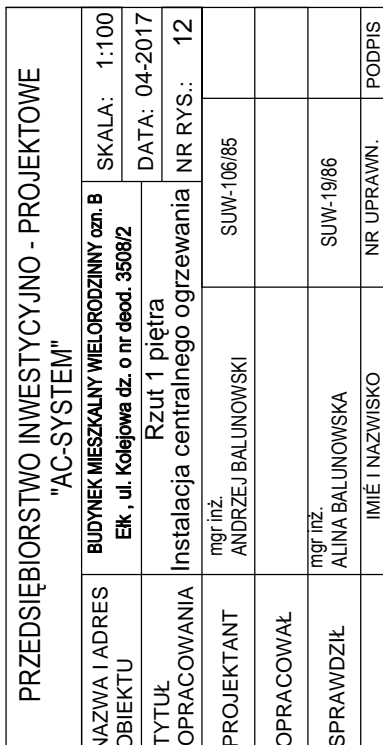 PRZEDSIĘBIORSTWO INWESTYCYJNO - PROJEKTOWE
"AC-SYSTEM"
NAZWA I ADRES
OBIEKTU
BUDYNEK MIESZKALNY WIELORODZINNY ozn. B
Ełk , ul. Kolejowa dz. o nr deod. 3508/2
SKALA: 1:100
DATA: 04-2017
TYTUŁ
OPRACOWANIA
Rzut 1 piętra
Instalacja centralnego ogrzewania
NR RYS.: 12
PROJEKTANT
mgr inż.
ANDRZEJ BALUNOWSKI
SUW-106/85
OPRACOWAŁ
SPRAWDZIŁ
mgr inż.
ALINA BALUNOWSKA
SUW-19/86
IMIĘ I NAZWISKO
NR UPRAWN.
PODPIS